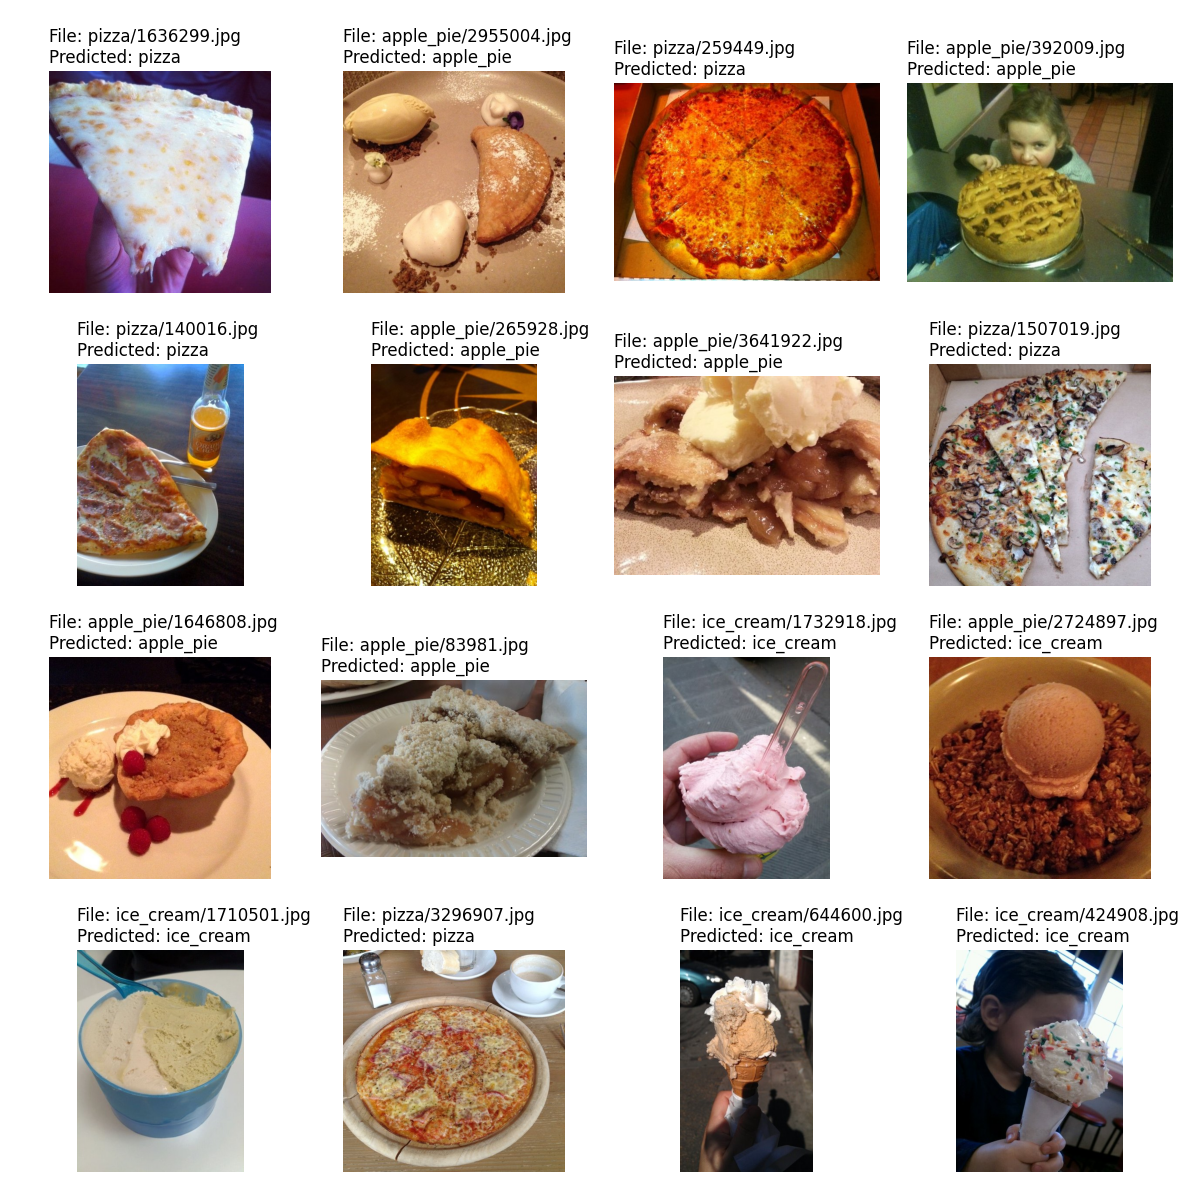 File: pizza/1636299.jpg
Predicted: pizza
File: apple_pie/2955004.jpg
Predicted: apple_pie
File: pizza/259449.jpg
Predicted: pizza
File: apple_pie/392009.jpg
Predicted: apple_pie
File: pizza/140016.jpg
Predicted: pizza
File: apple_pie/265928.jpg
Predicted: apple_pie
File: apple_pie/3641922.jpg
Predicted: apple_pie
File: pizza/1507019.jpg
Predicted: pizza
File: apple_pie/1646808.jpg
Predicted: apple_pie
File: apple_pie/83981.jpg
Predicted: apple_pie
File: ice_cream/1732918.jpg
Predicted: ice_cream
File: apple_pie/2724897.jpg
Predicted: ice_cream
File: ice_cream/1710501.jpg
Predicted: ice_cream
File: pizza/3296907.jpg
Predicted: pizza
File: ice_cream/644600.jpg
Predicted: ice_cream
File: ice_cream/424908.jpg
Predicted: ice_cream